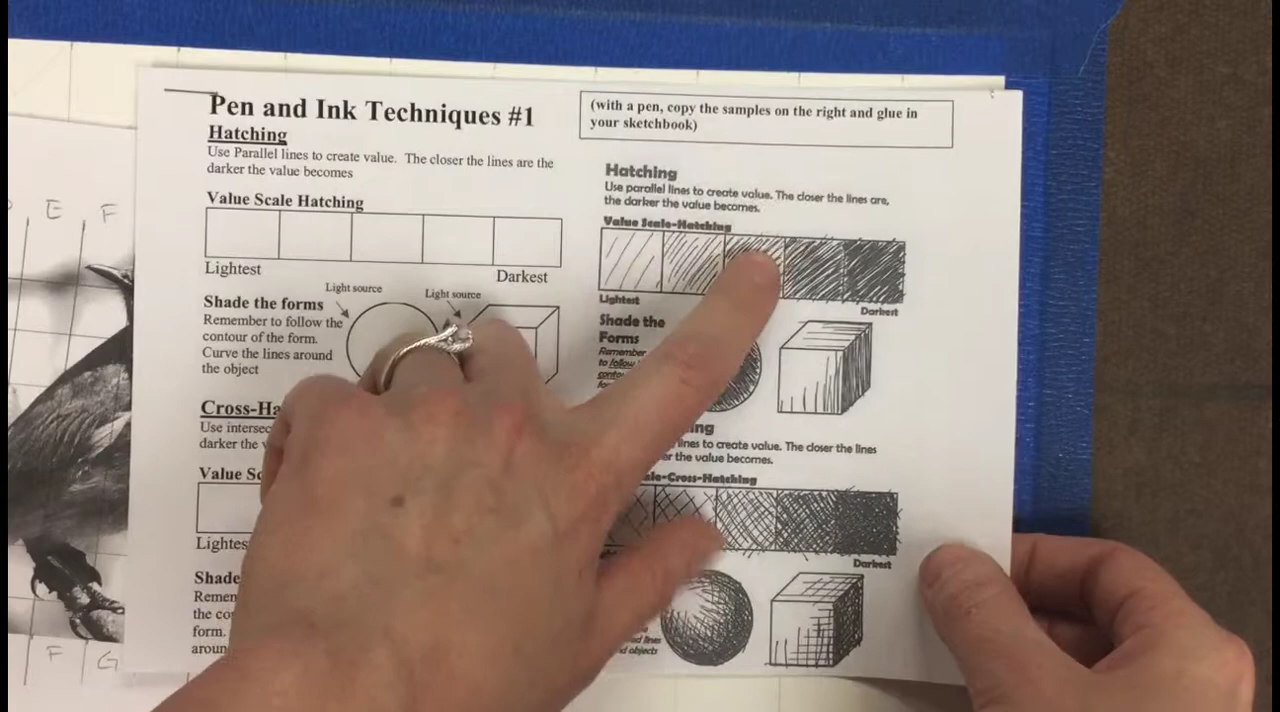 Pen and Ink Techniques #1
(with a pen, copy the samples on the right and glue in
your sketchbook)
Hatching
Use Parallel lines to create value. The closer the lines are the
darker the value becomes
Value Scale Hatching
Lightest
Darkest
Light source
Light source
Shade the forms
Remember to follow the
contour of the form.
Curve the lines around
the object
Cross-Ha
Use intersec
darker the v
Value Sc
Lightes
Shade
Remem
the co
form.
aroun
Hatching
Use parallel lines to create value. The closer the lines are,
the darker the value becomes.
Value Scale-Hatching
Lightest
Darkest
Shade the
Forms
Remember
to follow
ing
lines to create value. The closer the lines
er the value becomes.
ale-Cross-Hatching
Darkest
ed lines
d objects
E F
F G